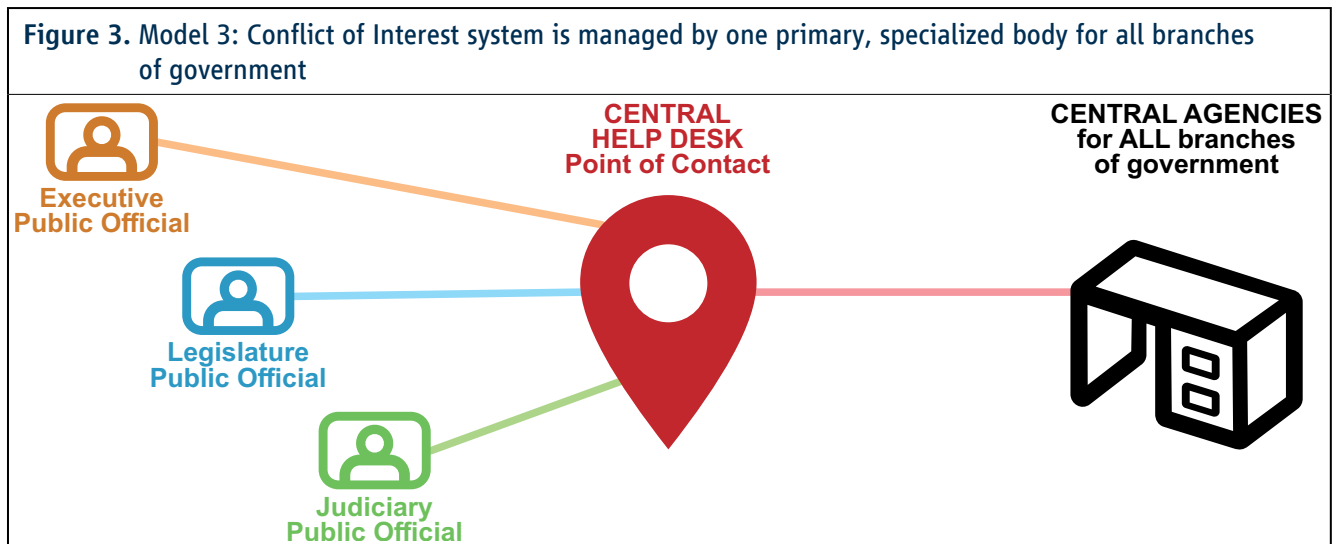 Figure 3. Model 3: Conflict of Interest system is managed by one primary, specialized body for all branches
of government
CENTRAL
HELP DESK
Point of Contact
CENTRAL AGENCIES
for ALL branches
of government
Executive
Public Official
Legislature
Public Official
Judiciary
Public Official